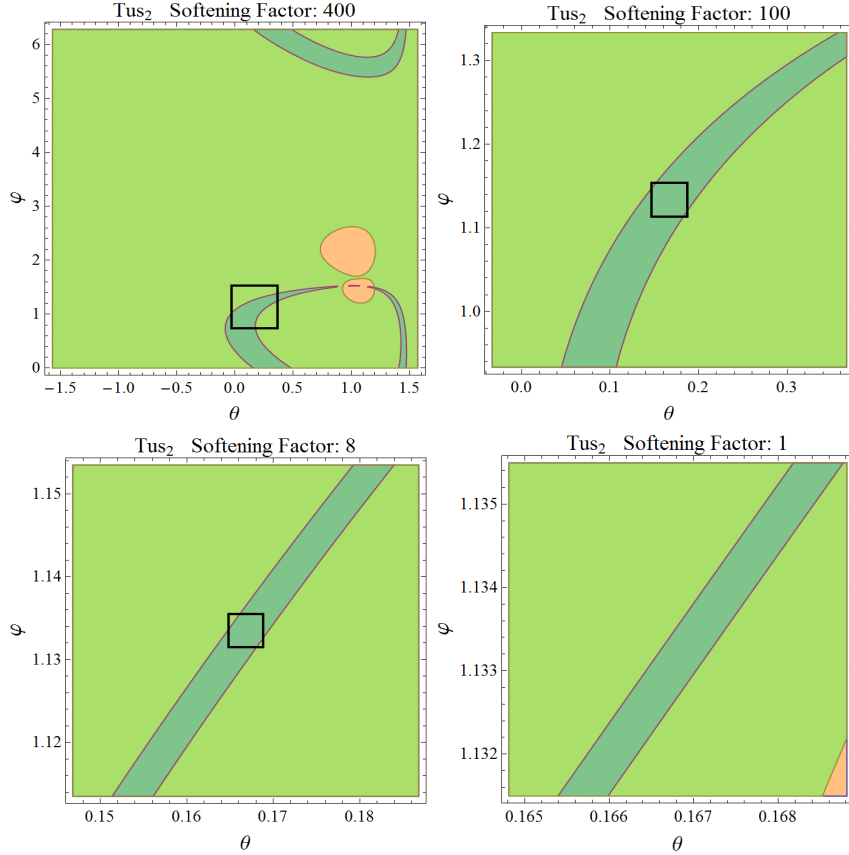 Tus₂ Softening Factor: 400
φ
6
5
4
3
2
1
0
−1.5 −1.0 −0.5 0.0 0.5 1.0 1.5
θ
Tus₂ Softening Factor: 100
φ
1.3
1.2
1.1
1.0
0.0 0.1 0.2 0.3
θ
Tus₂ Softening Factor: 8
φ
1.15
1.14
1.13
1.12
0.15 0.16 0.17 0.18
θ
Tus₂ Softening Factor: 1
φ
1.135
1.134
1.133
1.132
0.165 0.166 0.167 0.168
θ